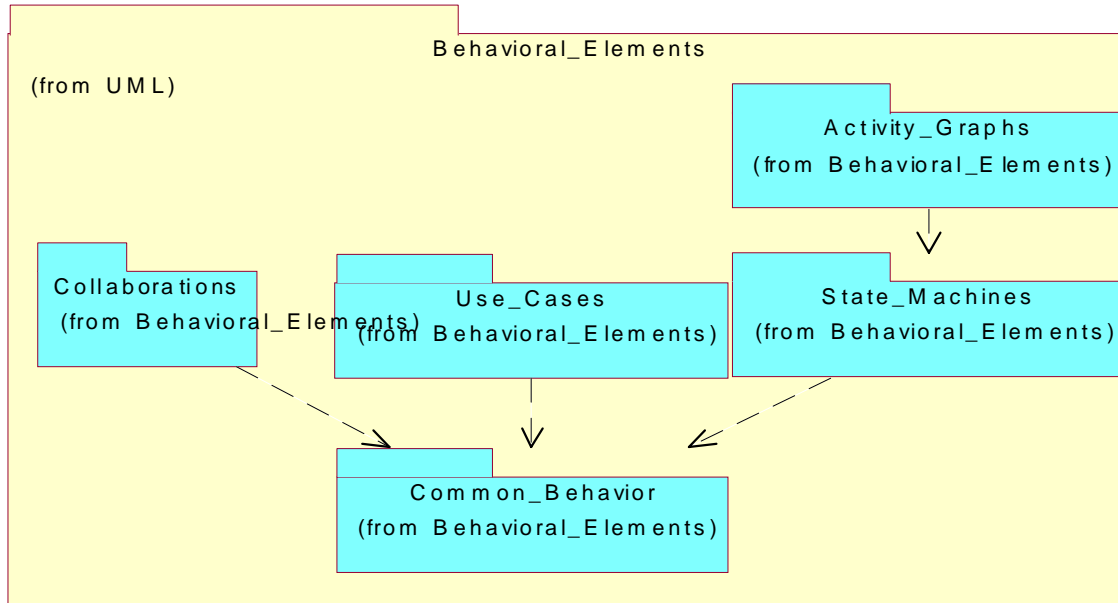 Behavioral_Elements
(from UML)
Activity_Graphs
(from Behavioral_Elements)
Collaborations
(from Behavioral_Elements)
Use_Cases
(from Behavioral_Elements)
State_Machines
(from Behavioral_Elements)
Common_Behavior
(from Behavioral_Elements)